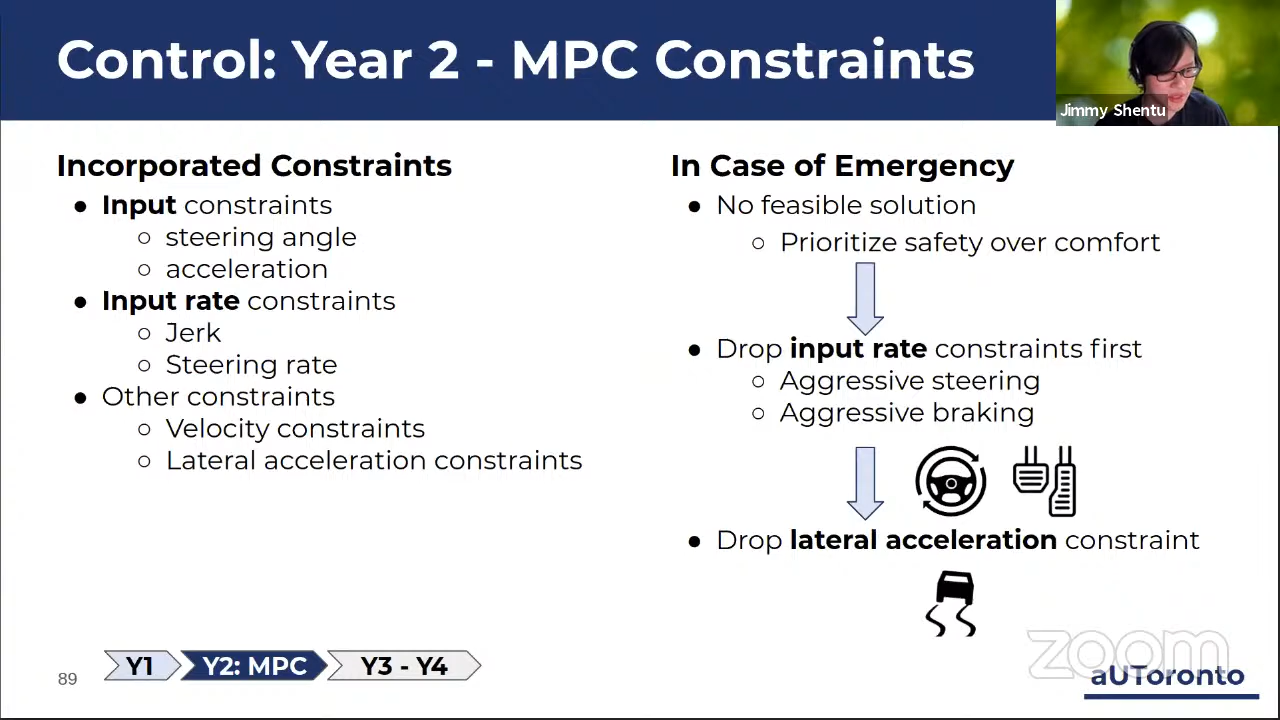 Control: Year 2 - MPC Constraints
Jimmy Shentu
Incorporated Constraints
● Input constraints
○ steering angle
○ acceleration
● Input rate constraints
○ Jerk
○ Steering rate
● Other constraints
○ Velocity constraints
○ Lateral acceleration constraints
In Case of Emergency
● No feasible solution
○ Prioritize safety over comfort
● Drop input rate constraints first
○ Aggressive steering
○ Aggressive braking
● Drop lateral acceleration constraint
89
Y1
Y2: MPC
Y3 - Y4
zoom
aUToronto